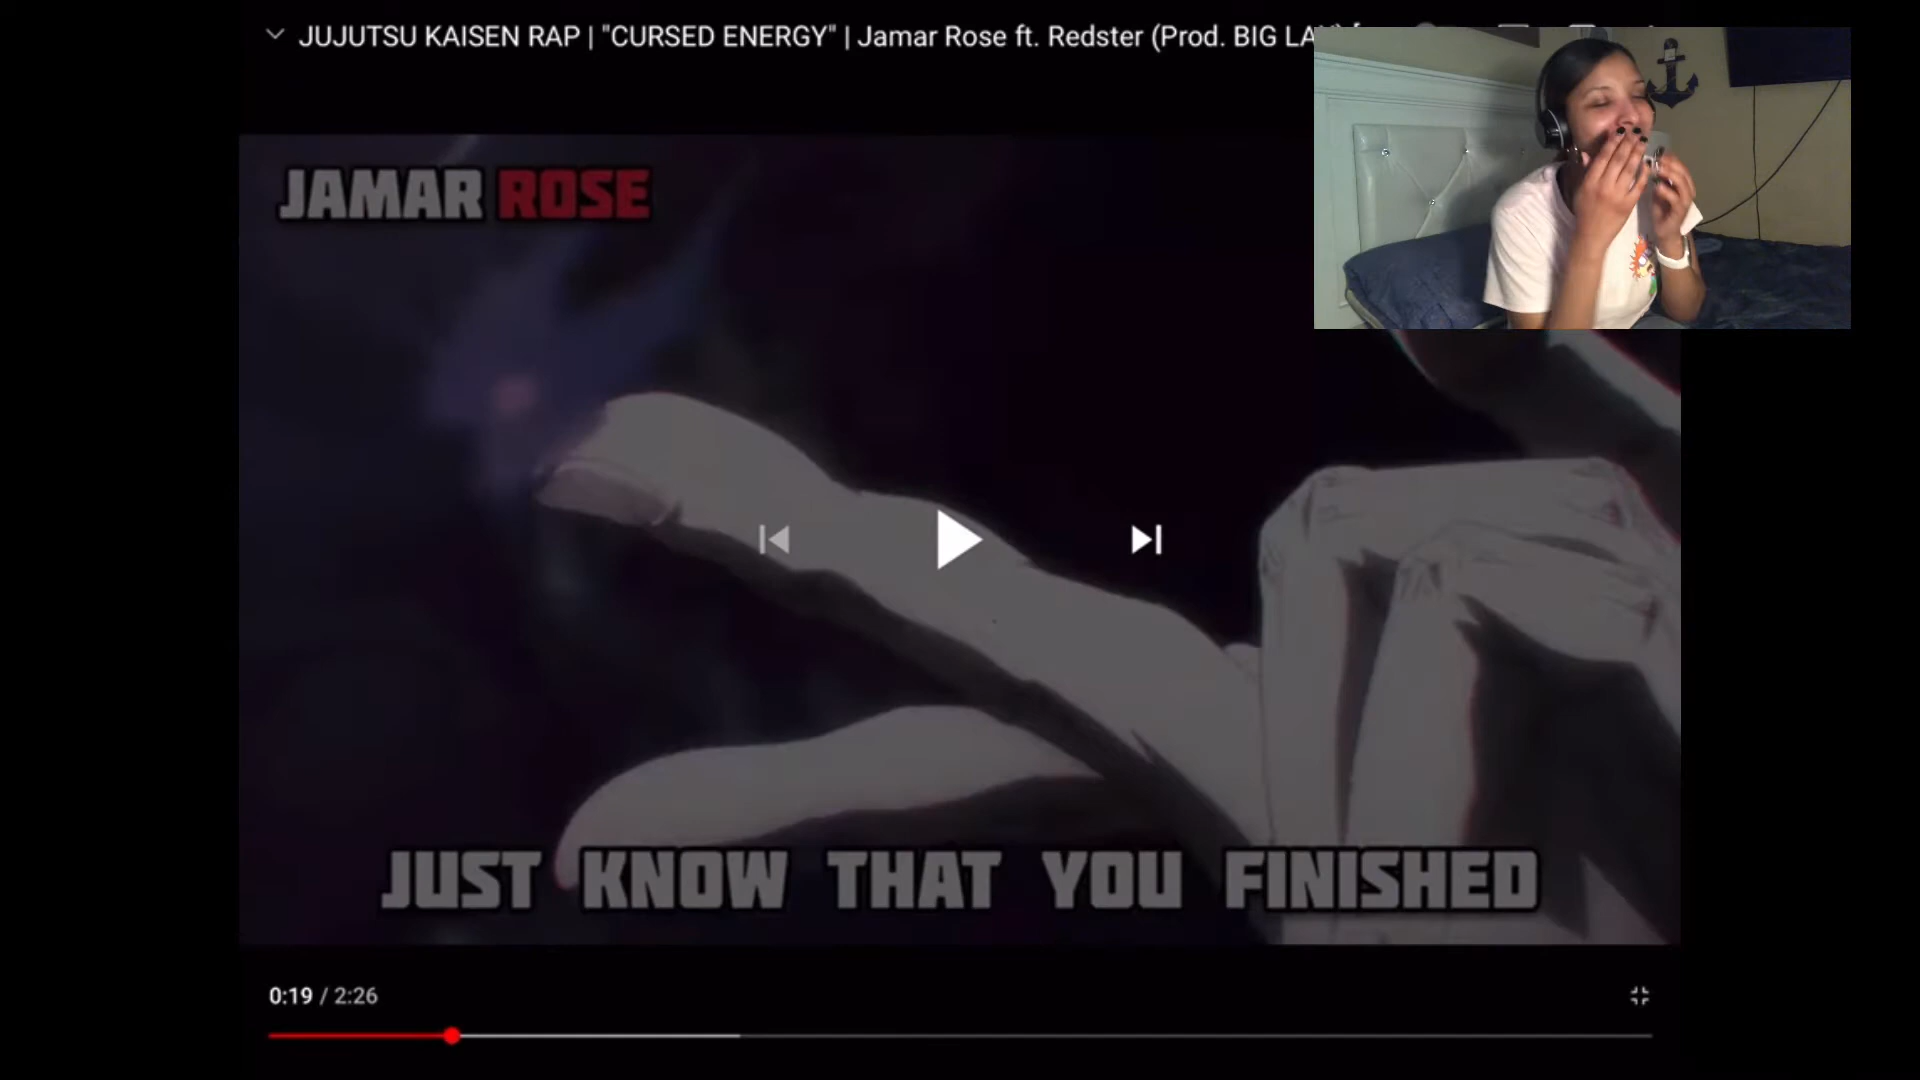 JUJUTSU KAISEN RAP | "CURSED ENERGY" | Jamar Rose ft. Redster (Prod. BIG
JAMAR ROSE
JUST KNOW THAT YOU FINISHED
0:19 / 2:26